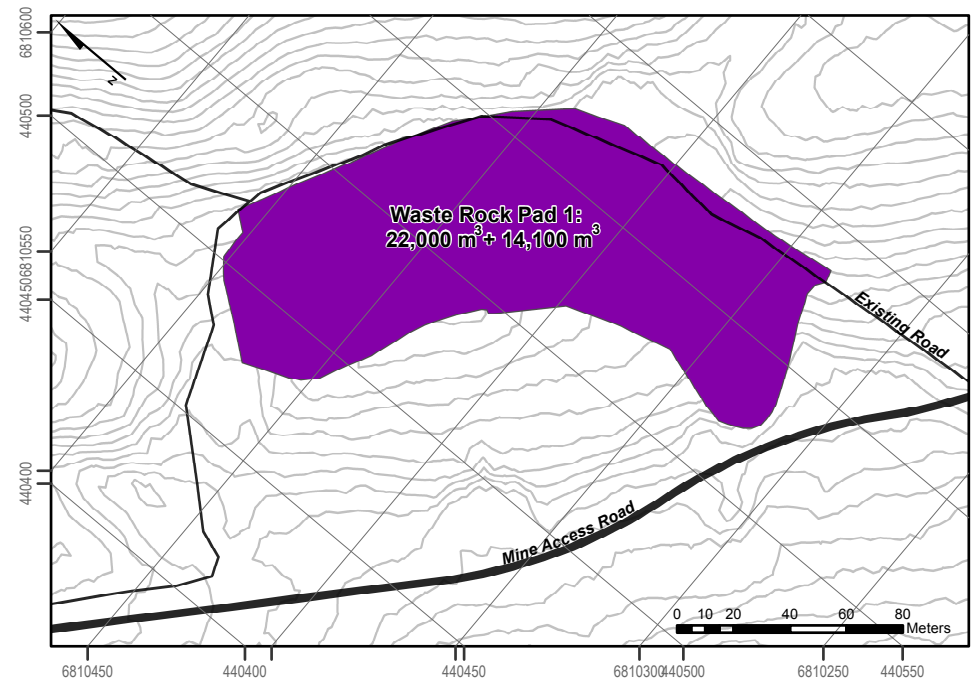 6810600
440500
6810550
440450
440400
N
Waste Rock Pad 1:
22,000 m³+ 14,100 m³
Existing Road
Mine Access Road
0 10 20 40 60 80
Meters
6810450 440400 440450 6810300 440500 6810250 440550